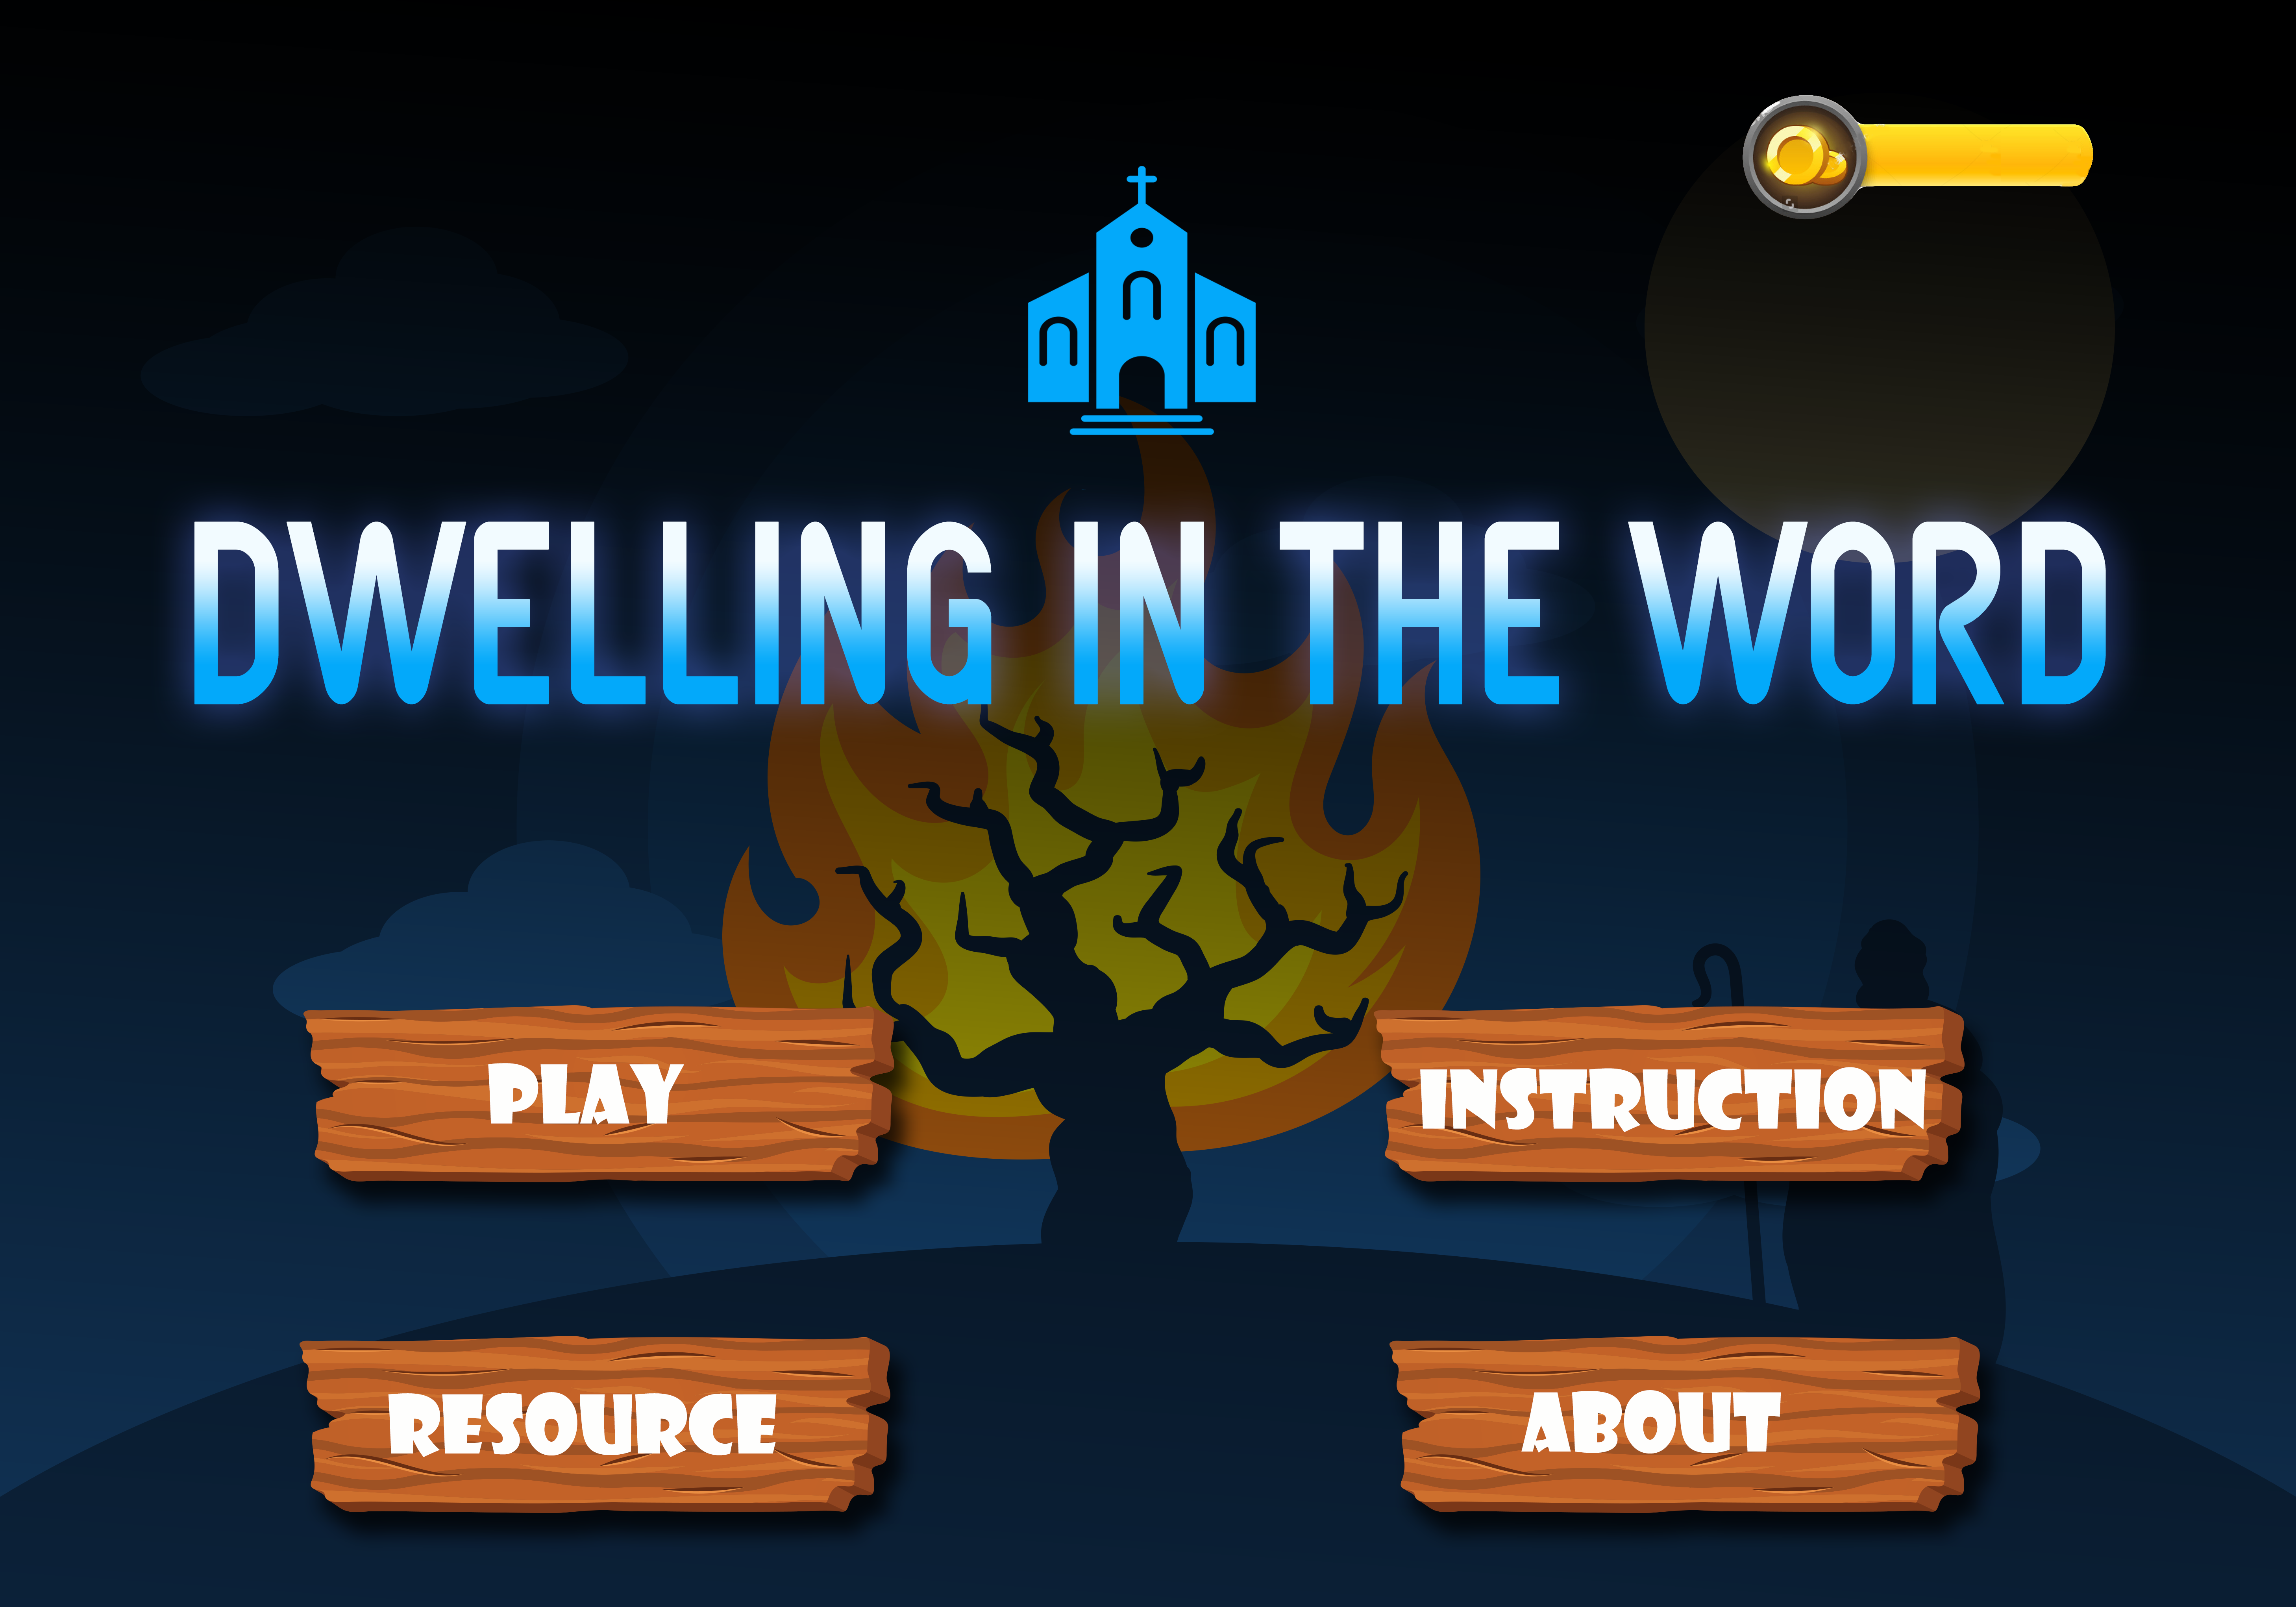 DWELLING IN THE WORD
PLAY
INSTRUCTION
RESOURCE
ABOUT